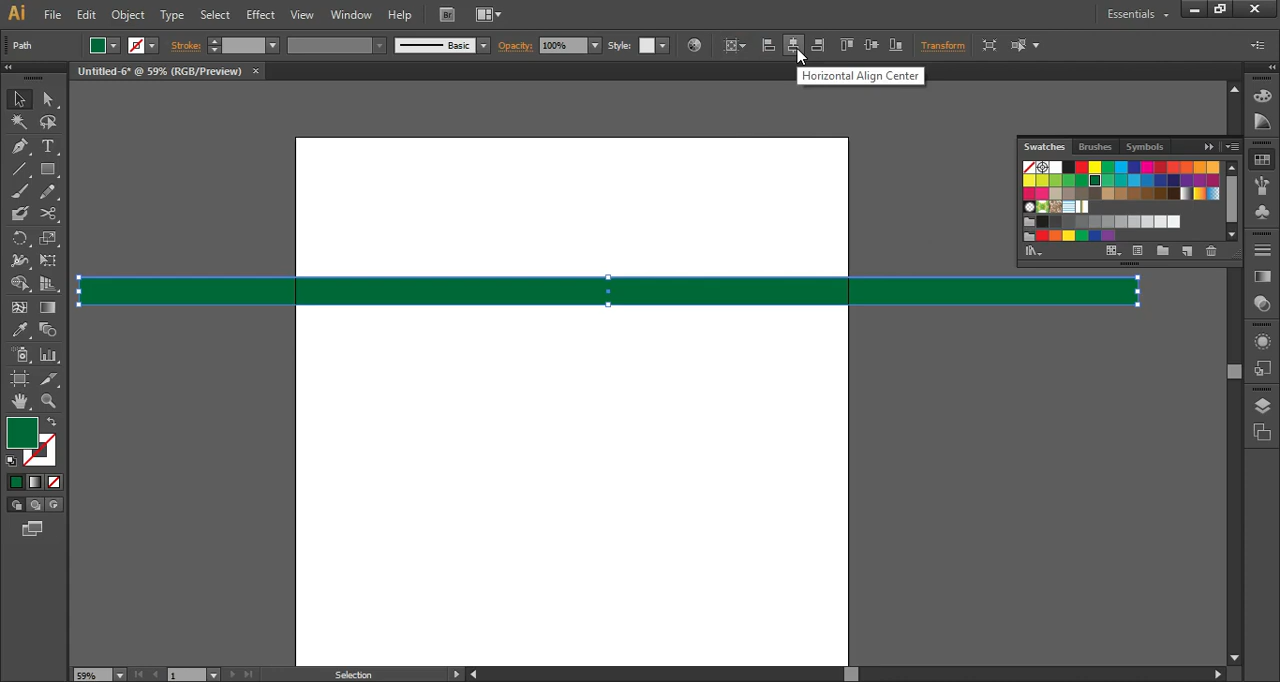 Ai File Edit Object Type Select Effect View Window Help Br Essentials
Path Stroke: Basic Opacity: 100% Style: Transform
Untitled-6* @ 59% (RGB/Preview) ×
Horizontal Align Center
Swatches Brushes Symbols
T
59% 1 Selection